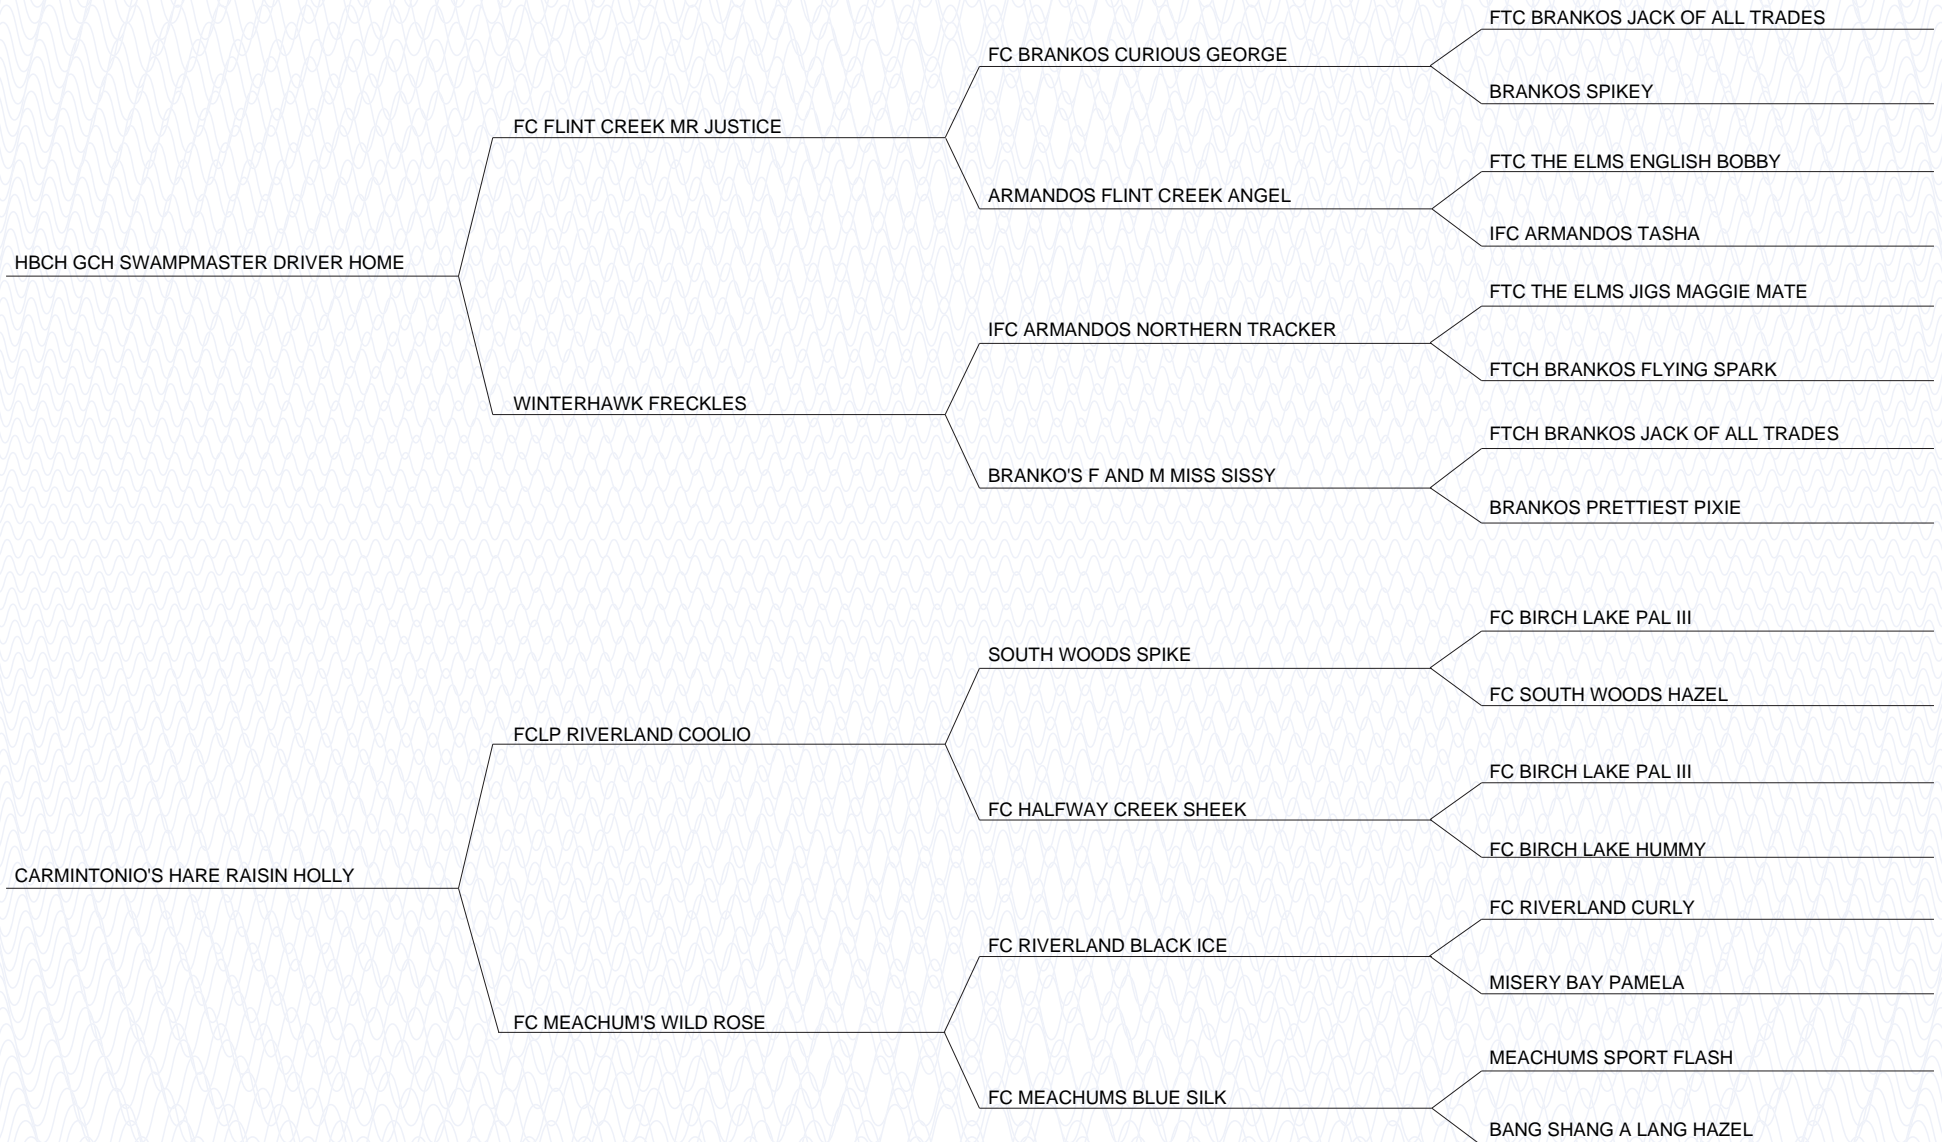 FTC BRANKOS JACK OF ALL TRADES
FC BRANKOS CURIOUS GEORGE
BRANKOS SPIKEY
FC FLINT CREEK MR JUSTICE
FTC THE ELMS ENGLISH BOBBY
ARMANDOS FLINT CREEK ANGEL
IFC ARMANDOS TASHA
HBCH GCH SWAMPMASTER DRIVER HOME
FTC THE ELMS JIGS MAGGIE MATE
IFC ARMANDOS NORTHERN TRACKER
FTCH BRANKOS FLYING SPARK
WINTERHAWK FRECKLES
FTCH BRANKOS JACK OF ALL TRADES
BRANKO'S F AND M MISS SISSY
BRANKOS PRETTIEST PIXIE
FC BIRCH LAKE PAL III
SOUTH WOODS SPIKE
FC SOUTH WOODS HAZEL
FCLP RIVERLAND COOLIO
FC BIRCH LAKE PAL III
FC HALFWAY CREEK SHEEK
FC BIRCH LAKE HUMMY
CARMINTONIO'S HARE RAISIN HOLLY
FC RIVERLAND CURLY
FC RIVERLAND BLACK ICE
MISERY BAY PAMELA
FC MEACHUM'S WILD ROSE
MEACHUMS SPORT FLASH
FC MEACHUMS BLUE SILK
BANG SHANG A LANG HAZEL